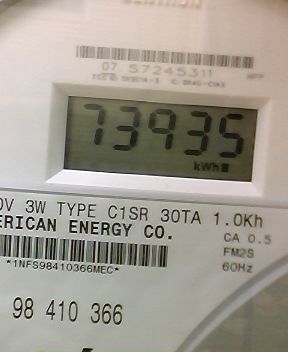 07 57245311
73935
kWh
0V 3W TYPE C1SR 30TA 1.0Kh
ERICAN ENERGY CO.
CA 0.5
FM2S
60Hz
*1NFS98410366MEC*
98 410 366